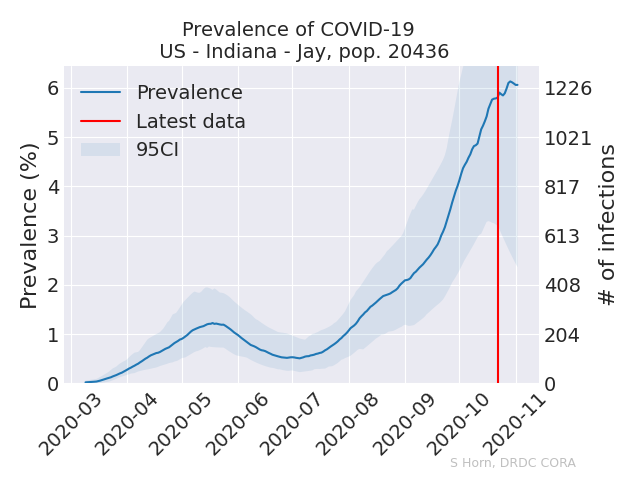 Prevalence of COVID-19
US - Indiana - Jay, pop. 20436
Prevalence
Latest data
95CI
Prevalence (%)
6
5
4
3
2
1
0
1226
1021
817
613
408
204
0
# of infections
2020-03
2020-04
2020-05
2020-06
2020-07
2020-08
2020-09
2020-10
2020-11
S Horn, DRDC CORA